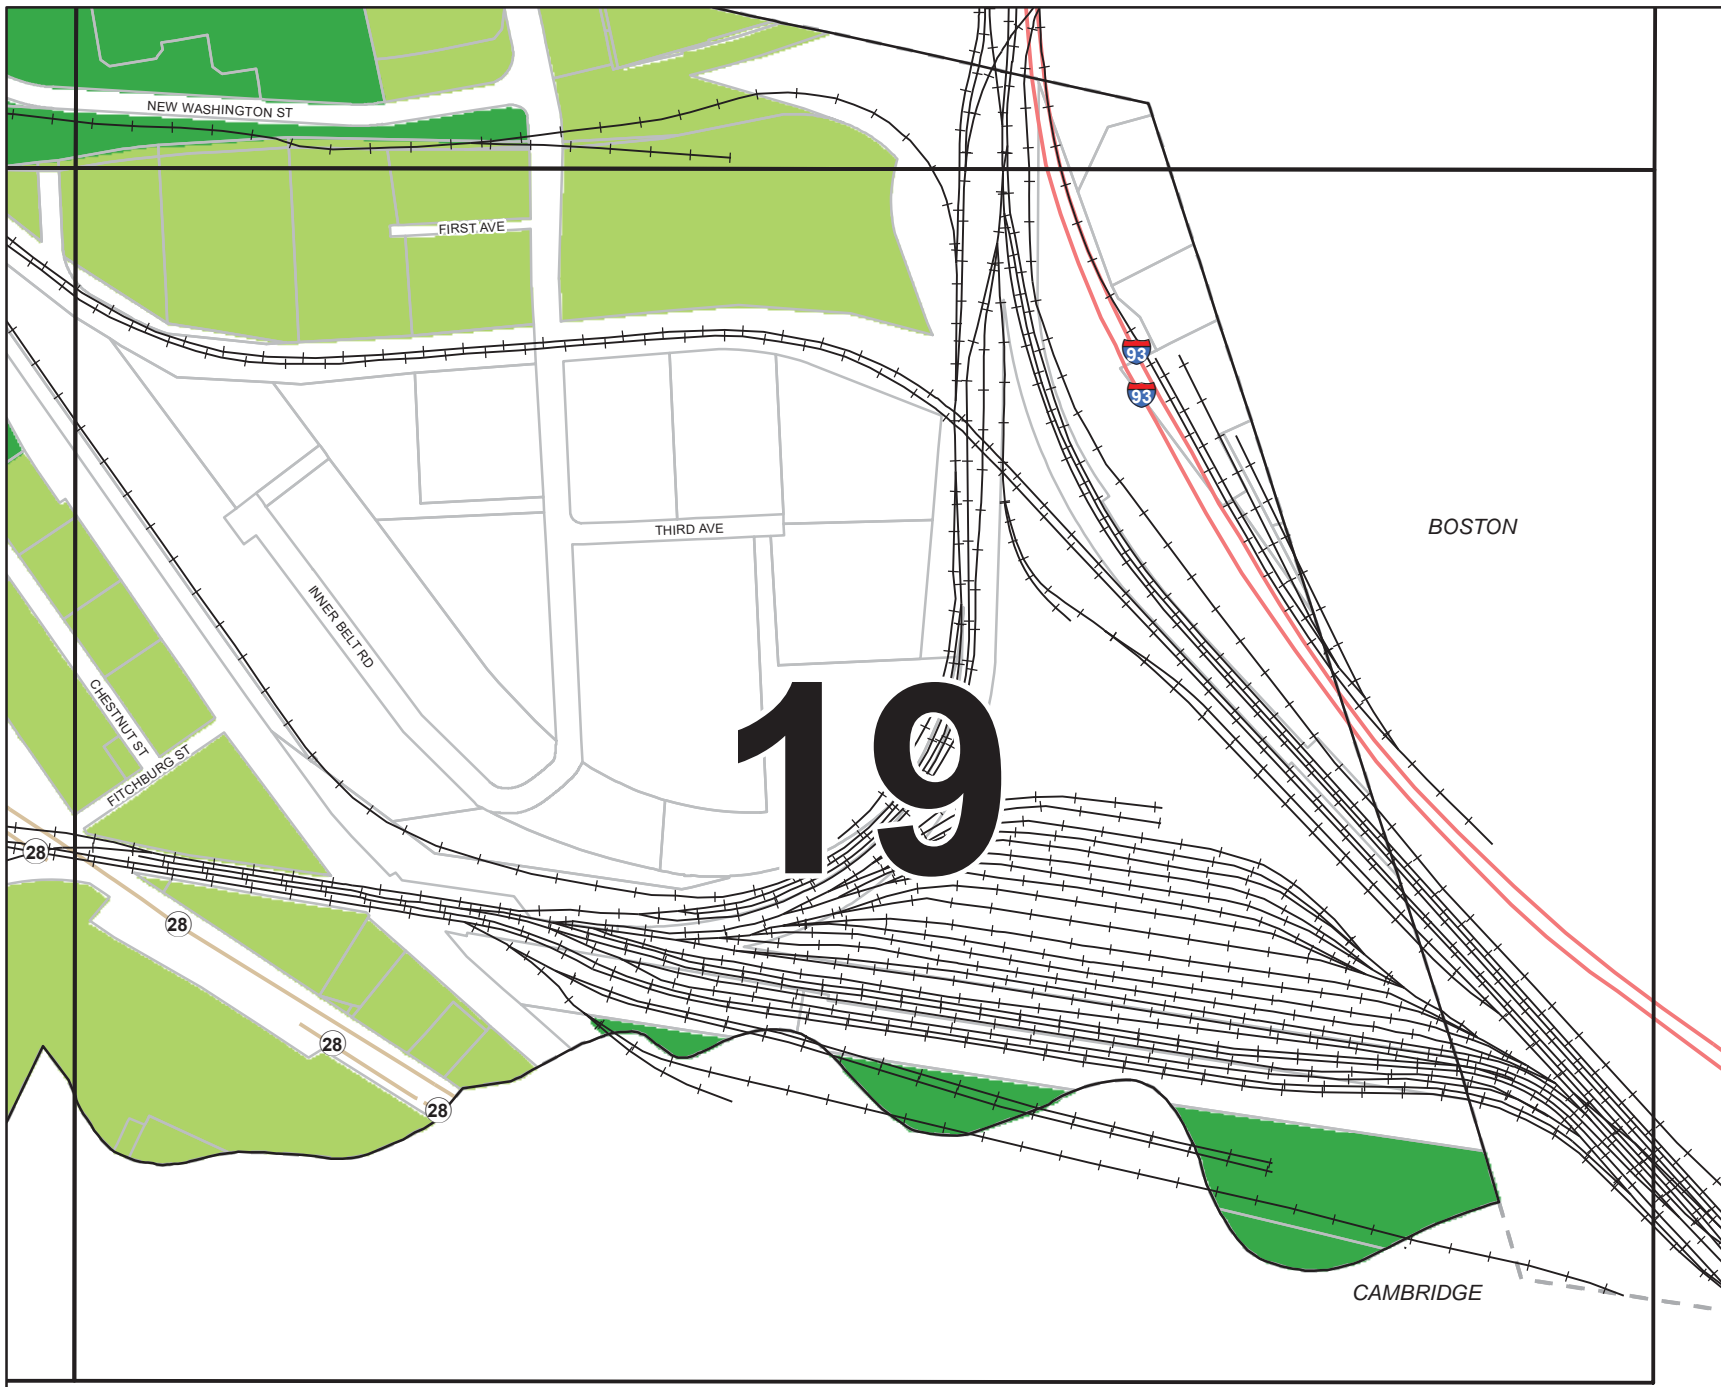 NEW WASHINGTON ST
FIRST AVE
93
93
BOSTON
THIRD AVE
INNER BELT RD
CHESTNUT ST
FITCHBURG ST
19
28
28
28
28
CAMBRIDGE